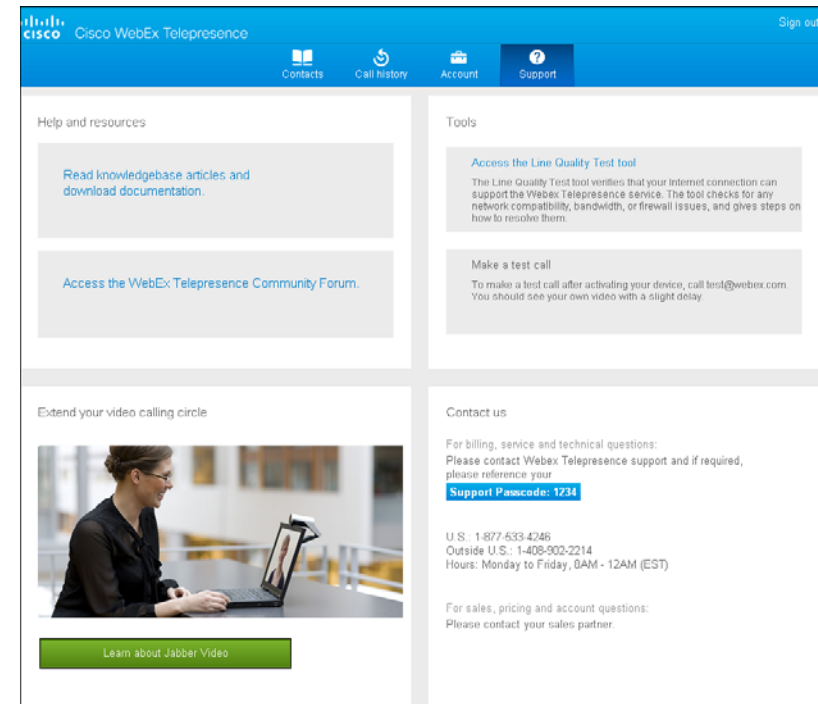 Sign out
CISCO Cisco WebEx Telepresence
Contacts Call history Account Support
Help and resources
Read knowledgebase articles and
download documentation.
Access the WebEx Telepresence Community Forum.
Tools
Access the Line Quality Test tool
The Line Quality Test tool verifies that your Internet connection can
support the Webex Telepresence service. The tool checks for any
network compatibility, bandwidth, or firewall issues, and gives steps on
how to resolve them.
Make a test call
To make a test call after activating your device, call test@webex.com.
You should see your own video with a slight delay.
Extend your video calling circle
Learn about Jabber Video
Contact us
For billing, service and technical questions:
Please contact Webex Telepresence support and if required,
please reference your
Support Passcode: 1234
U.S.: 1-877-533-4246
Outside U.S.: 1-408-902-2214
Hours: Monday to Friday, 8AM - 12AM (EST)
For sales, pricing and account questions:
Please contact your sales partner.